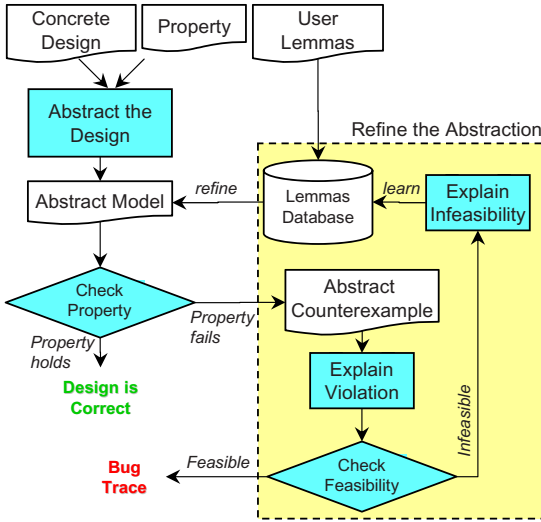 Concrete
Design
Property
User
Lemmas
Abstract the
Design
Refine the Abstraction
Abstract Model
refine
Lemmas
Database
learn
Explain
Infeasibility
Check
Property
Property
holds
Property
fails
Abstract
Counterexample
Design is
Correct
Explain
Violation
Infeasible
Bug
Trace
Feasible
Check
Feasibility